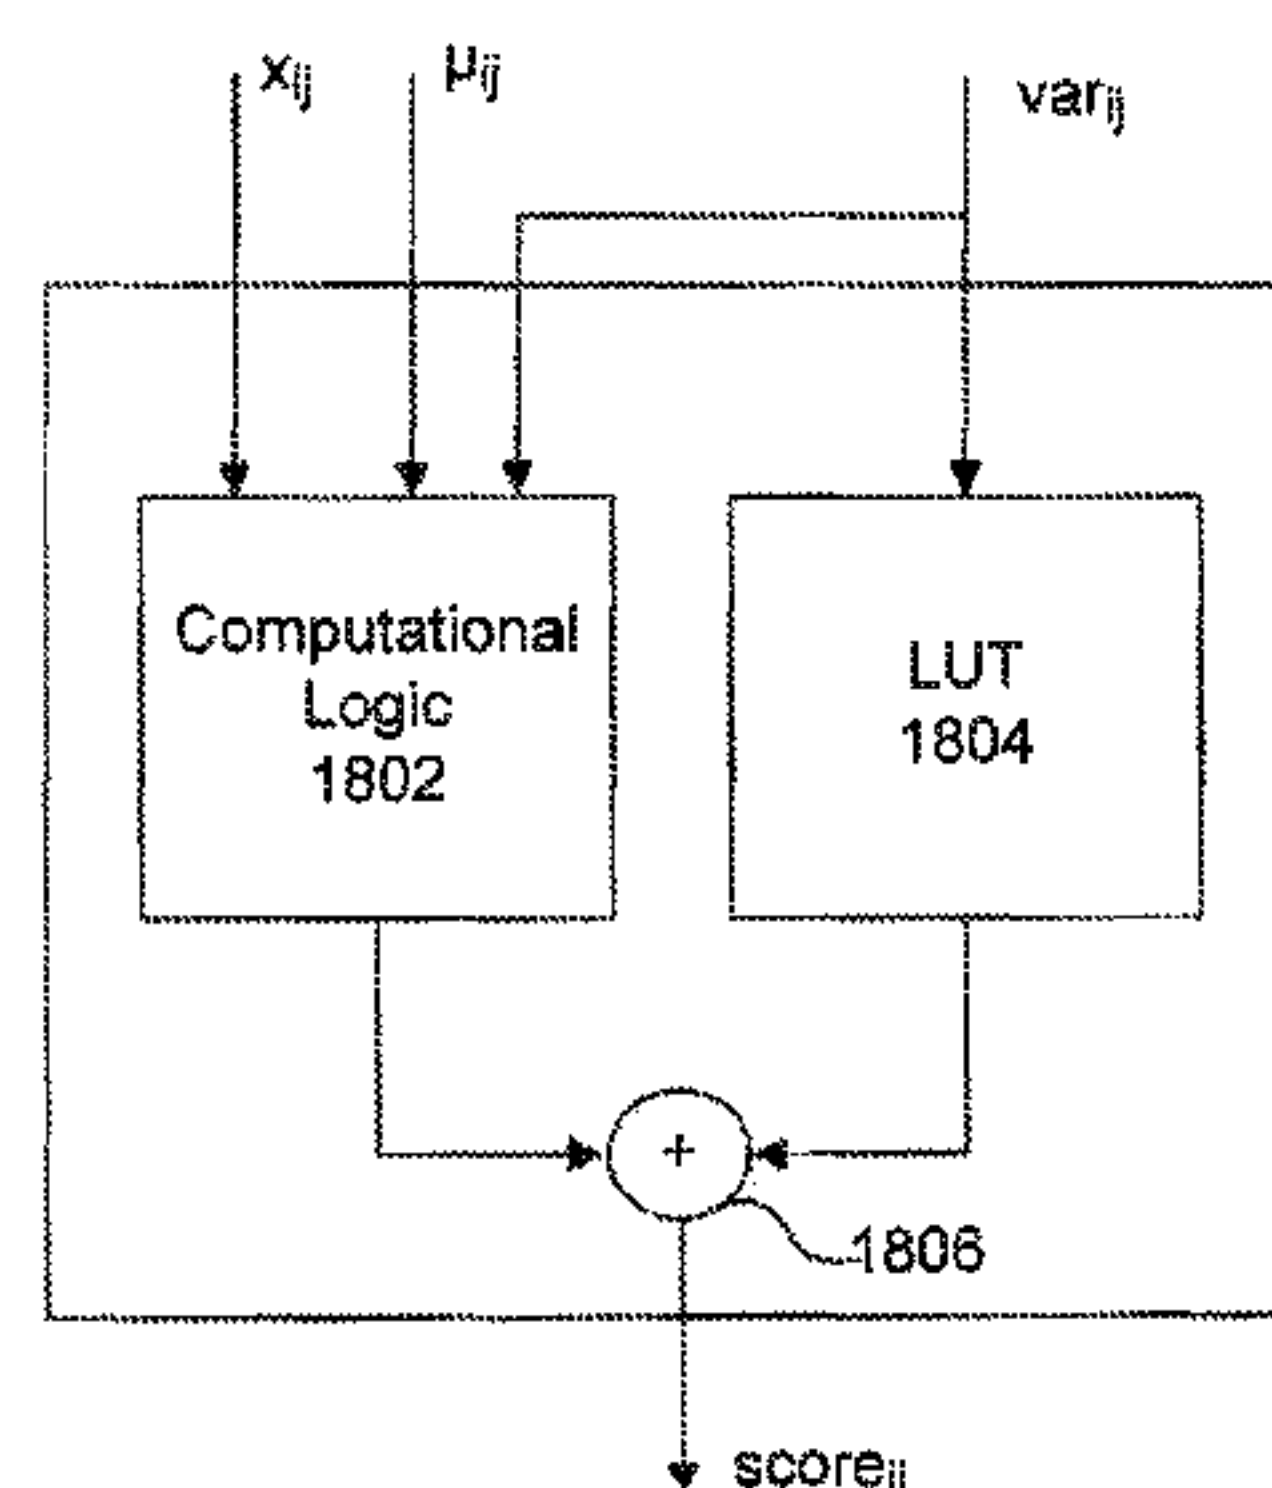 xij
μij
varij
Computational
Logic
1802
LUT
1804
+
1806
scoreij